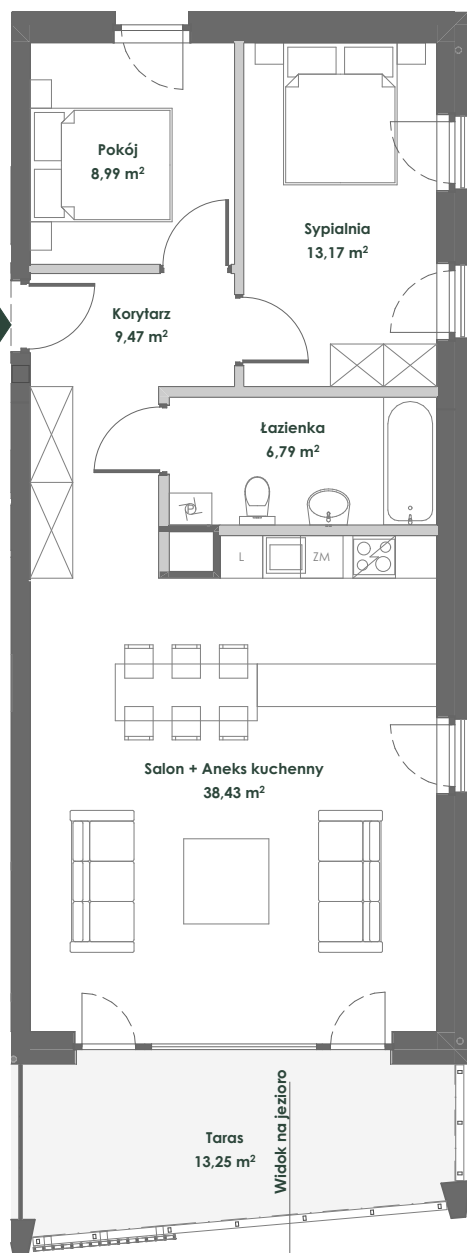 Pokój
8,99 m²
Sypialnia
13,17 m²
Korytarz
9,47 m²
Łazienka
6,79 m²
L
ZM
Salon + Aneks kuchenny
38,43 m²
Taras
13,25 m²
Widok na jezioro